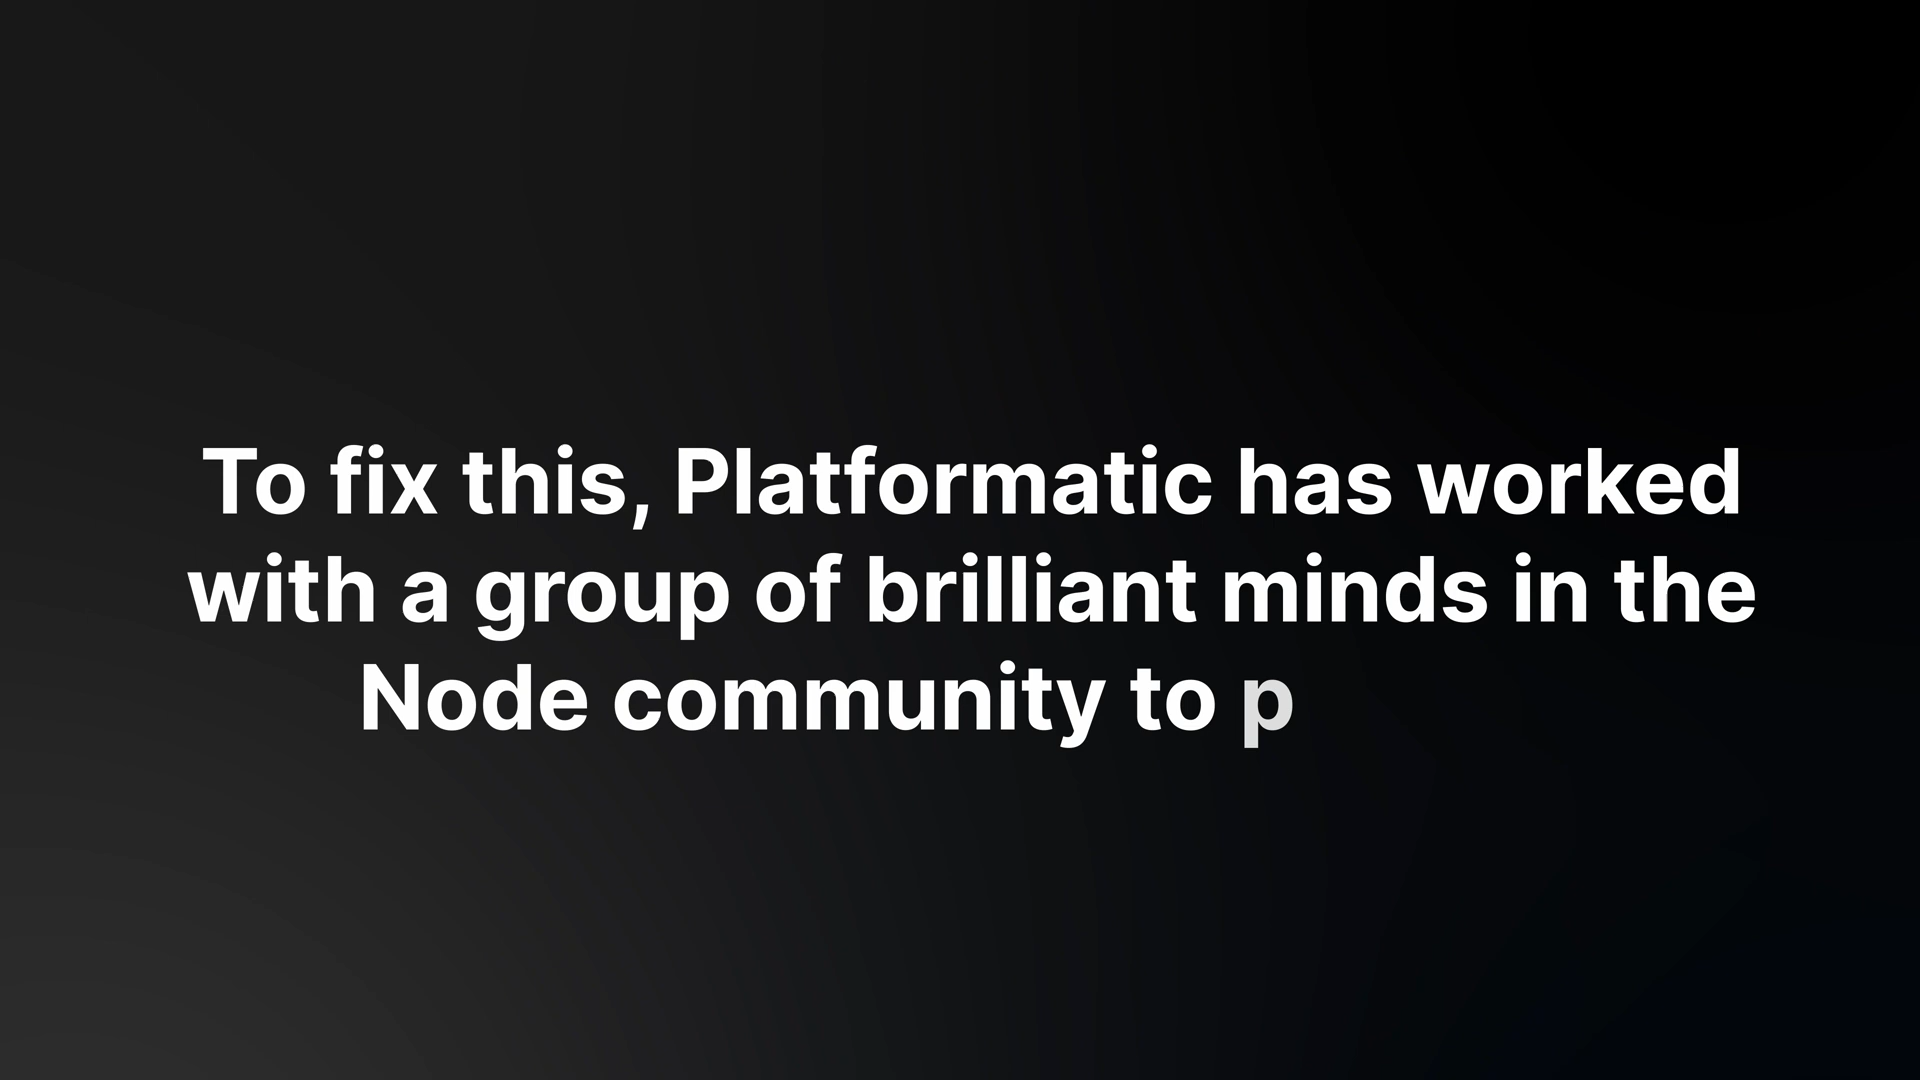 To fix this, Platformatic has worked
with a group of brilliant minds in the
Node community to p